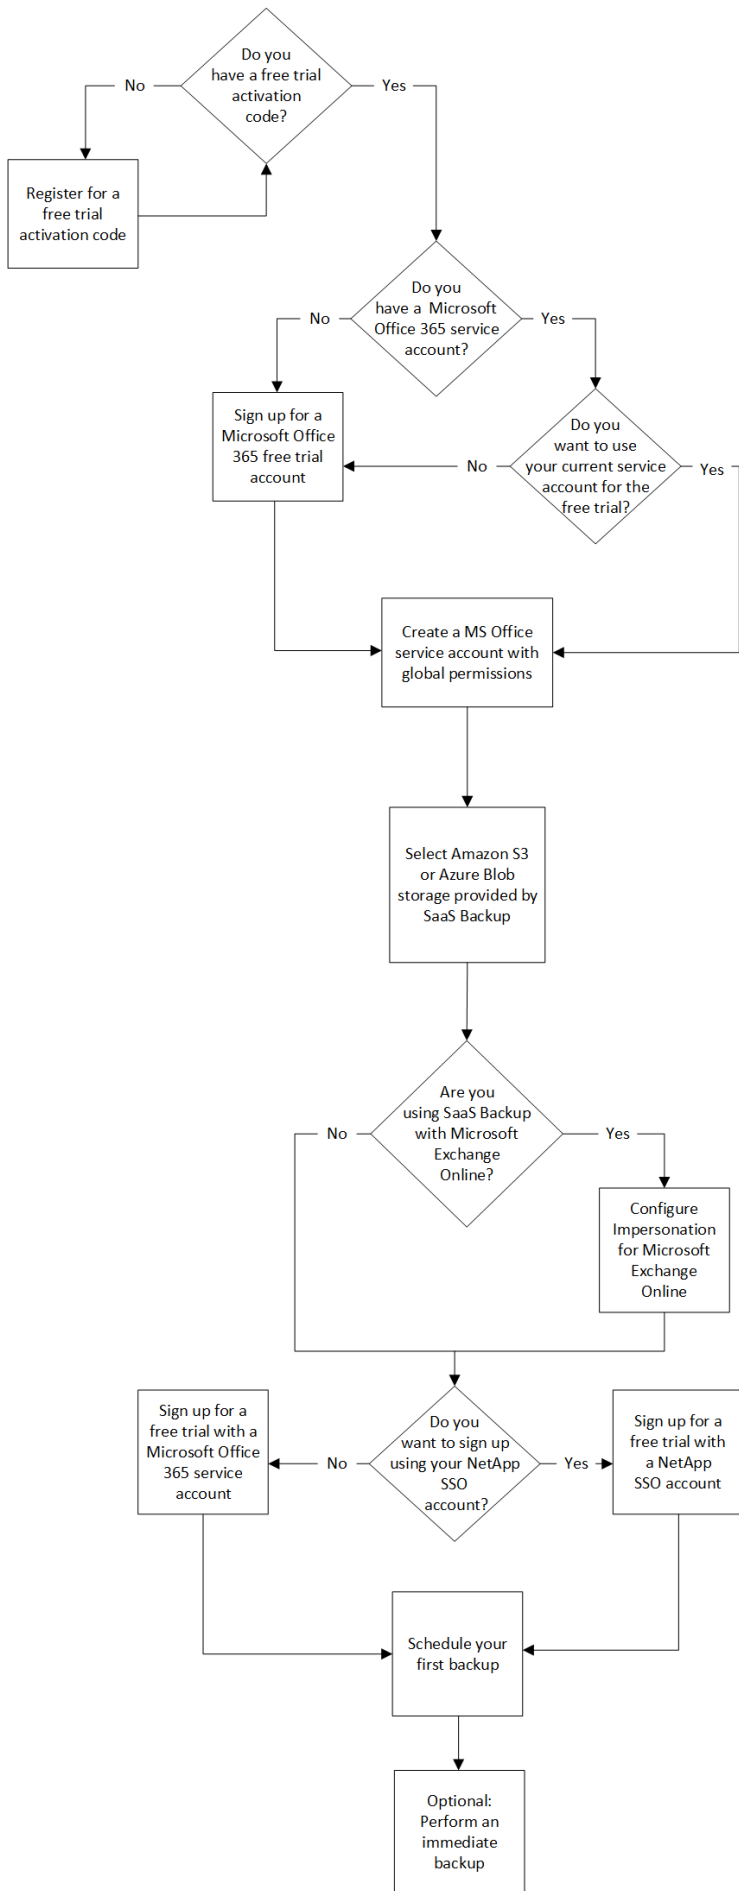 Do you
have a free trial
activation
code?
No
Yes
Register for a
free trial
activation code
Do you
have a Microsoft
Office 365 service
account?
No
Yes
Sign up for a
Microsoft Office
365 free trial
account
Do you
want to use
your current service
account for the
free trial?
No
Yes
Create a MS Office
service account with
global permissions
Select Amazon S3
or Azure Blob
storage provided by
SaaS Backup
Are you
using SaaS Backup
with Microsoft
Exchange
Online?
No
Yes
Configure
Impersonation
for Microsoft
Exchange
Online
Sign up for a
free trial with a
Microsoft Office
365 service
account
Do you
want to sign up
using your NetApp
SSO
account?
No
Yes
Sign up for a
free trial with
a NetApp
SSO account
Schedule your
first backup
Optional:
Perform an
immediate
backup